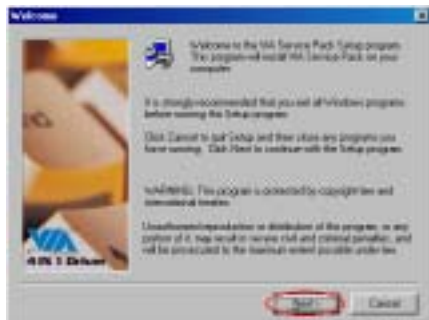 Welcome
Welcome to the VIA Service Pack Setup program.
This program will install VIA Service Pack on your
computer.
It is strongly recommended that you exit all Windows programs
before running this Setup program.
Click Cancel to quit Setup and then close any programs you
have running. Click Next to continue with the Setup program.
WARNING: This program is protected by copyright law and
international treaties.
Unauthorized reproduction or distribution of this program, or any
portion of it, may result in severe civil and criminal penalties, and
will be prosecuted to the maximum extent possible under law.
VIA
4 IN 1 Driver
Next >
Cancel